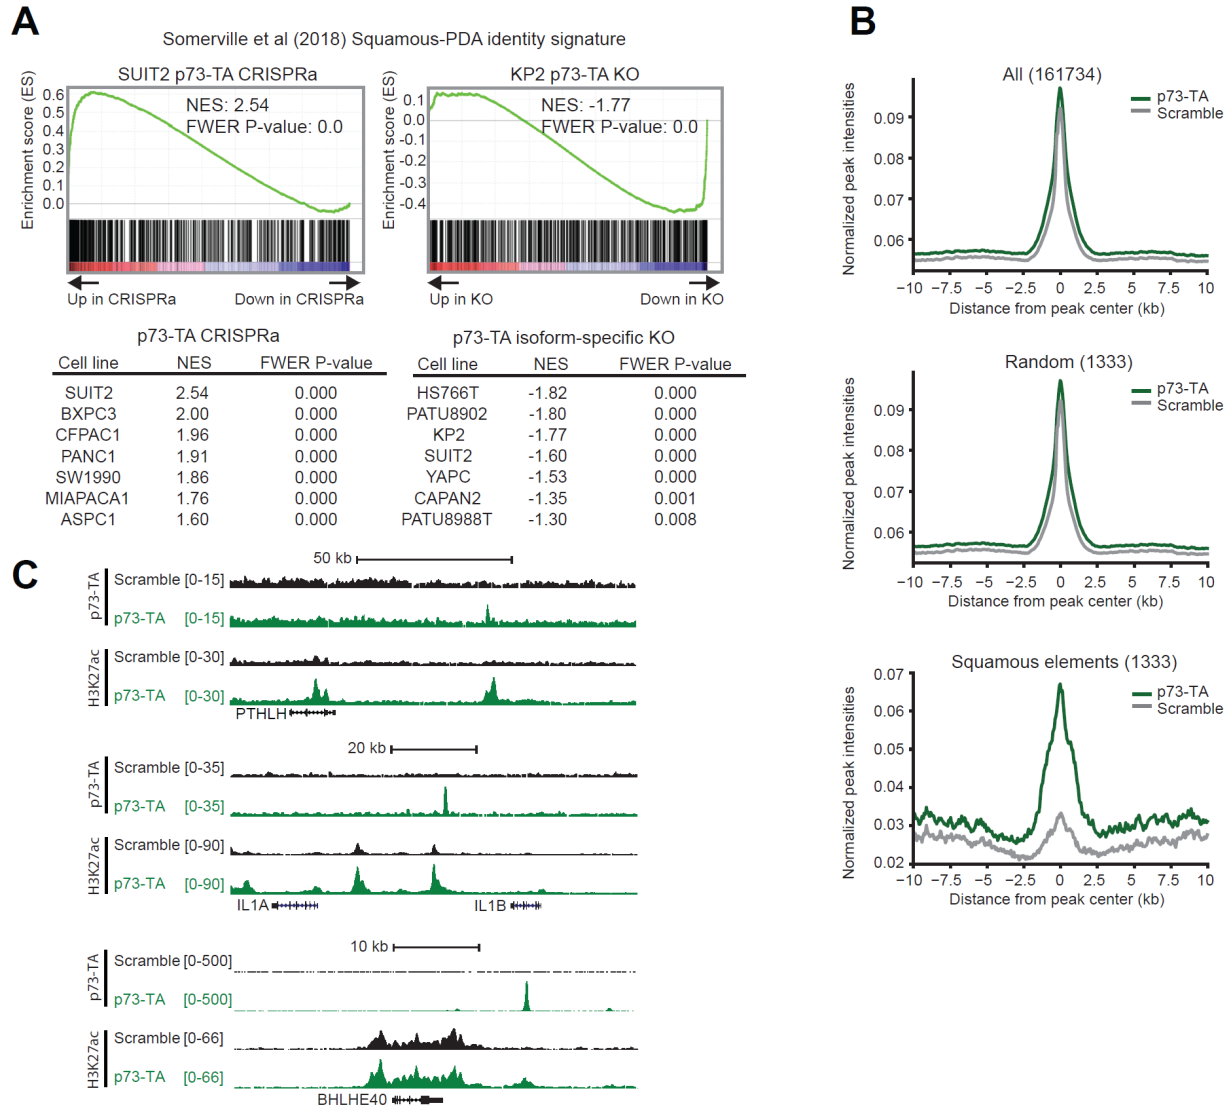 A
Somerville et al (2018) Squamous-PDA identity signature
SUIT2 p73-TA CRISPRa
Enrichment score (ES)
0.6
0.5
0.4
0.3
0.2
0.1
0.0
NES: 2.54
FWER P-value: 0.0
Up in CRISPRa
Down in CRISPRa
KP2 p73-TA KO
Enrichment score (ES)
0.1
0.0
-0.1
-0.2
-0.3
-0.4
NES: -1.77
FWER P-value: 0.0
Up in KO
Down in KO
p73-TA CRISPRa
Cell line NES FWER P-value
SUIT2 2.54 0.000
BXPC3 2.00 0.000
CFPAC1 1.96 0.000
PANC1 1.91 0.000
SW1990 1.86 0.000
MIAPACA1 1.76 0.000
ASPC1 1.60 0.000
p73-TA isoform-specific KO
Cell line NES FWER P-value
HS766T -1.82 0.000
PATU8902 -1.80 0.000
KP2 -1.77 0.000
SUIT2 -1.60 0.000
YAPC -1.53 0.000
CAPAN2 -1.35 0.001
PATU8988T -1.30 0.008
B
All (161734)
p73-TA
Scramble
Normalized peak intensities
0.09
0.08
0.07
0.06
−10 −7.5 −5 −2.5 0 2.5 5 7.5 10
Distance from peak center (kb)
Random (1333)
p73-TA
Scramble
Normalized peak intensities
0.09
0.08
0.07
0.06
−10 −7.5 −5 −2.5 0 2.5 5 7.5 10
Distance from peak center (kb)
Squamous elements (1333)
p73-TA
Scramble
Normalized peak intensities
0.07
0.06
0.05
0.04
0.03
0.02
−10 −7.5 −5 −2.5 0 2.5 5 7.5 10
Distance from peak center (kb)
C
50 kb
p73-TA
Scramble [0-15]
p73-TA [0-15]
H3K27ac
Scramble [0-30]
p73-TA [0-30]
PTHLH
20 kb
p73-TA
Scramble [0-35]
p73-TA [0-35]
H3K27ac
Scramble [0-90]
p73-TA [0-90]
IL1A
IL1B
10 kb
p73-TA
Scramble [0-500]
p73-TA [0-500]
H3K27ac
Scramble [0-66]
p73-TA [0-66]
BHLHE40